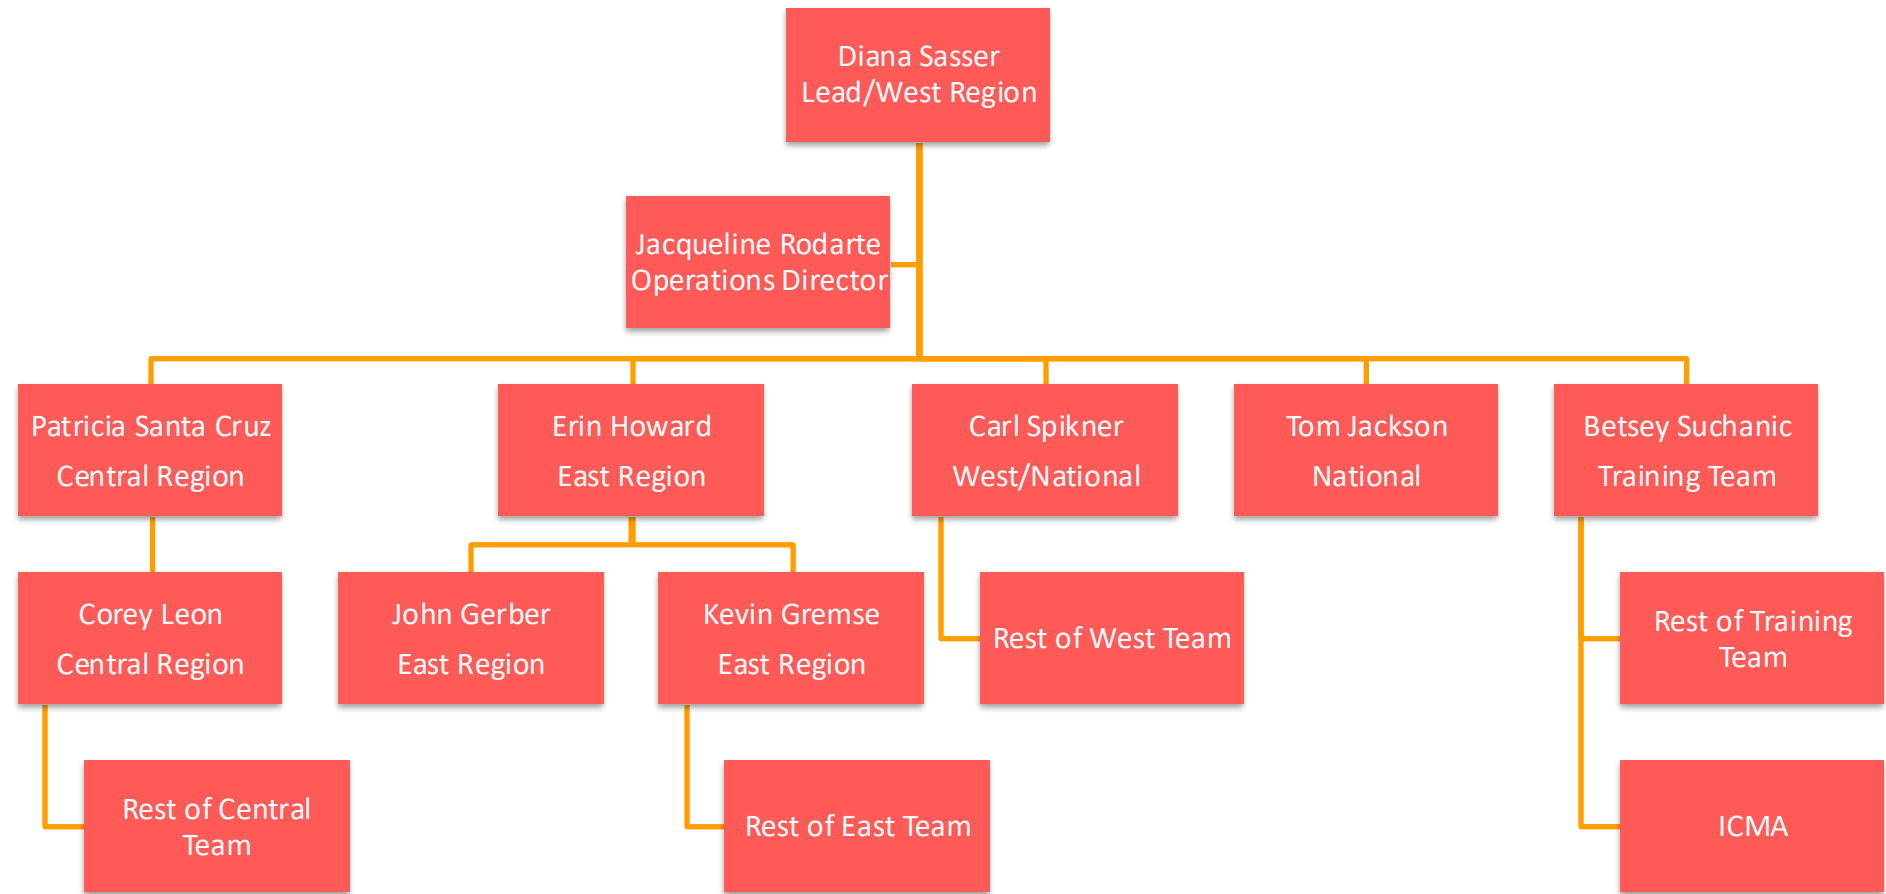 Diana Sasser
Lead/West Region
Jacqueline Rodarte
Operations Director
Patricia Santa Cruz
Central Region
Erin Howard
East Region
Carl Spikner
West/National
Tom Jackson
National
Betsey Suchanic
Training Team
Corey Leon
Central Region
John Gerber
East Region
Kevin Gremse
East Region
Rest of West Team
Rest of Training
Team
Rest of Central
Team
Rest of East Team
ICMA